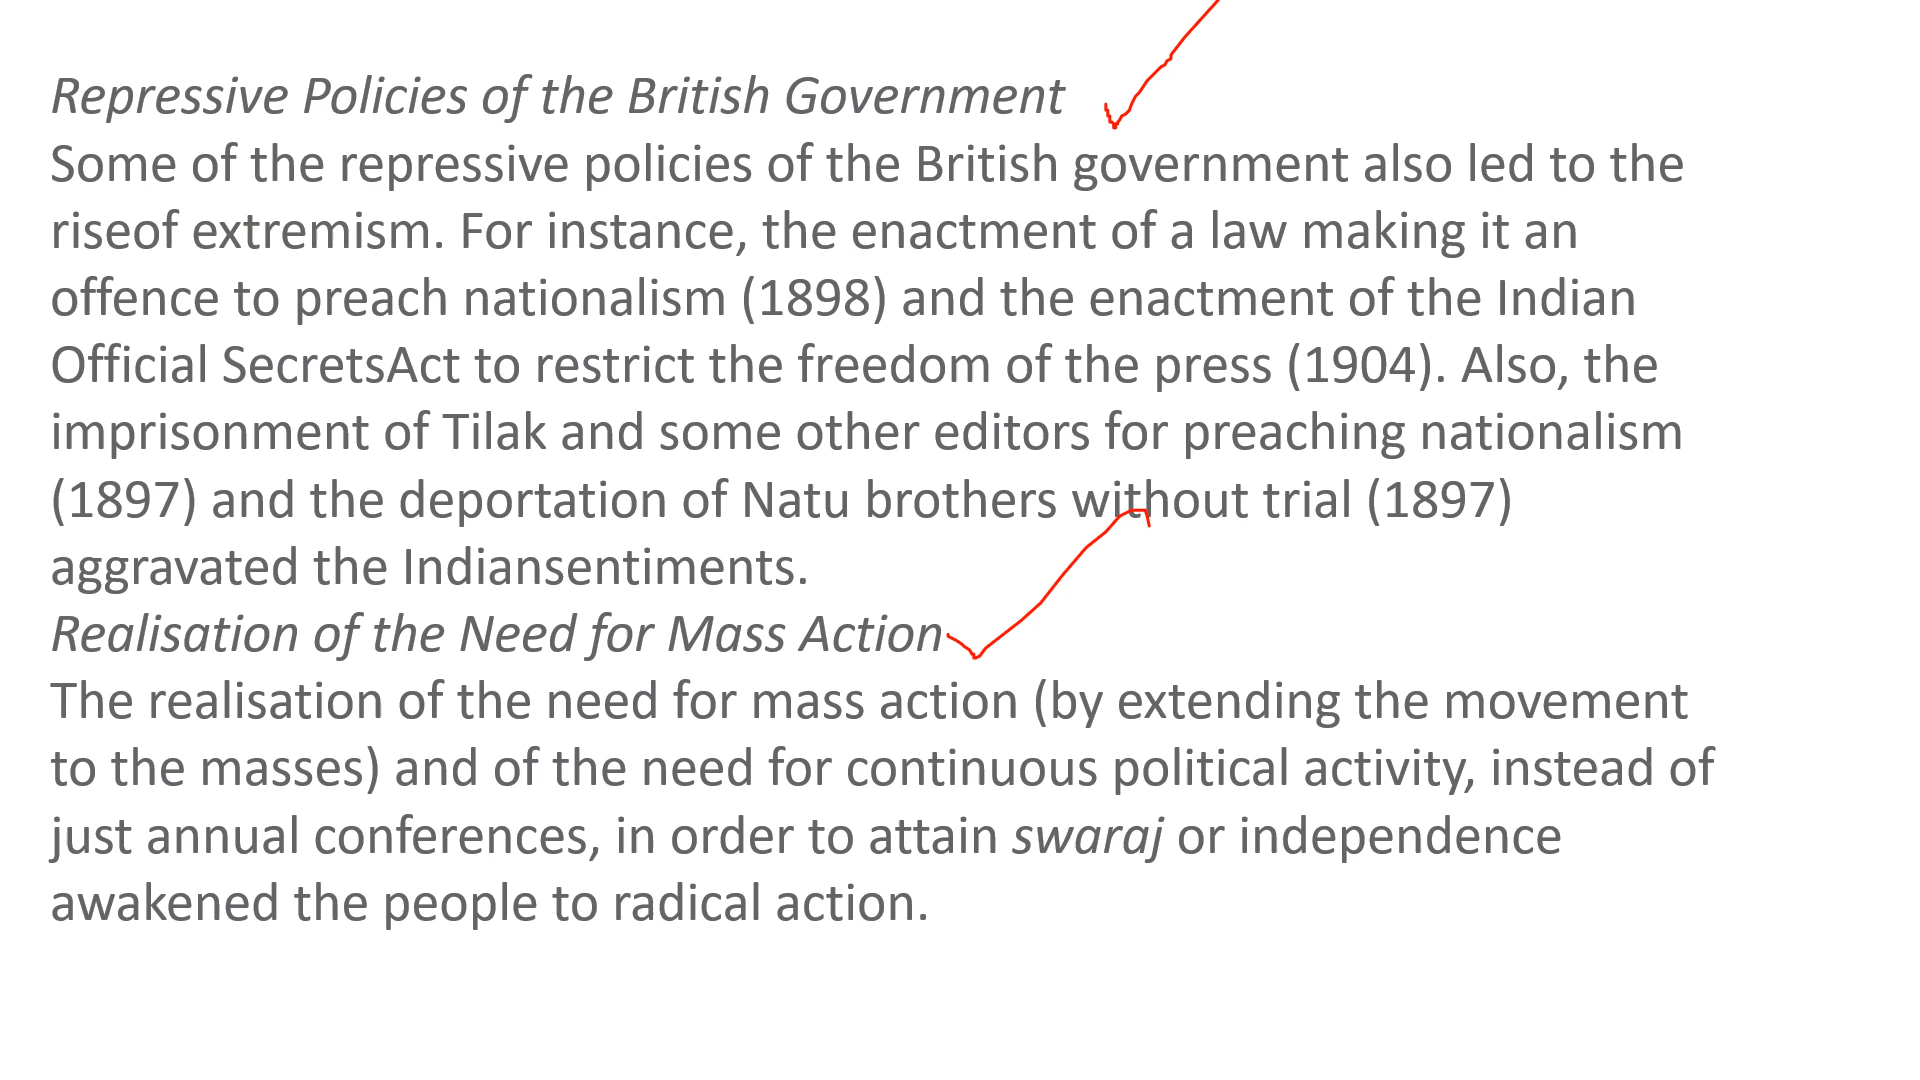 Repressive Policies of the British Government
Some of the repressive policies of the British government also led to the
riseof extremism. For instance, the enactment of a law making it an
offence to preach nationalism (1898) and the enactment of the Indian
Official SecretsAct to restrict the freedom of the press (1904). Also, the
imprisonment of Tilak and some other editors for preaching nationalism
(1897) and the deportation of Natu brothers without trial (1897)
aggravated the Indiansentiments.
Realisation of the Need for Mass Action
The realisation of the need for mass action (by extending the movement
to the masses) and of the need for continuous political activity, instead of
just annual conferences, in order to attain swaraj or independence
awakened the people to radical action.